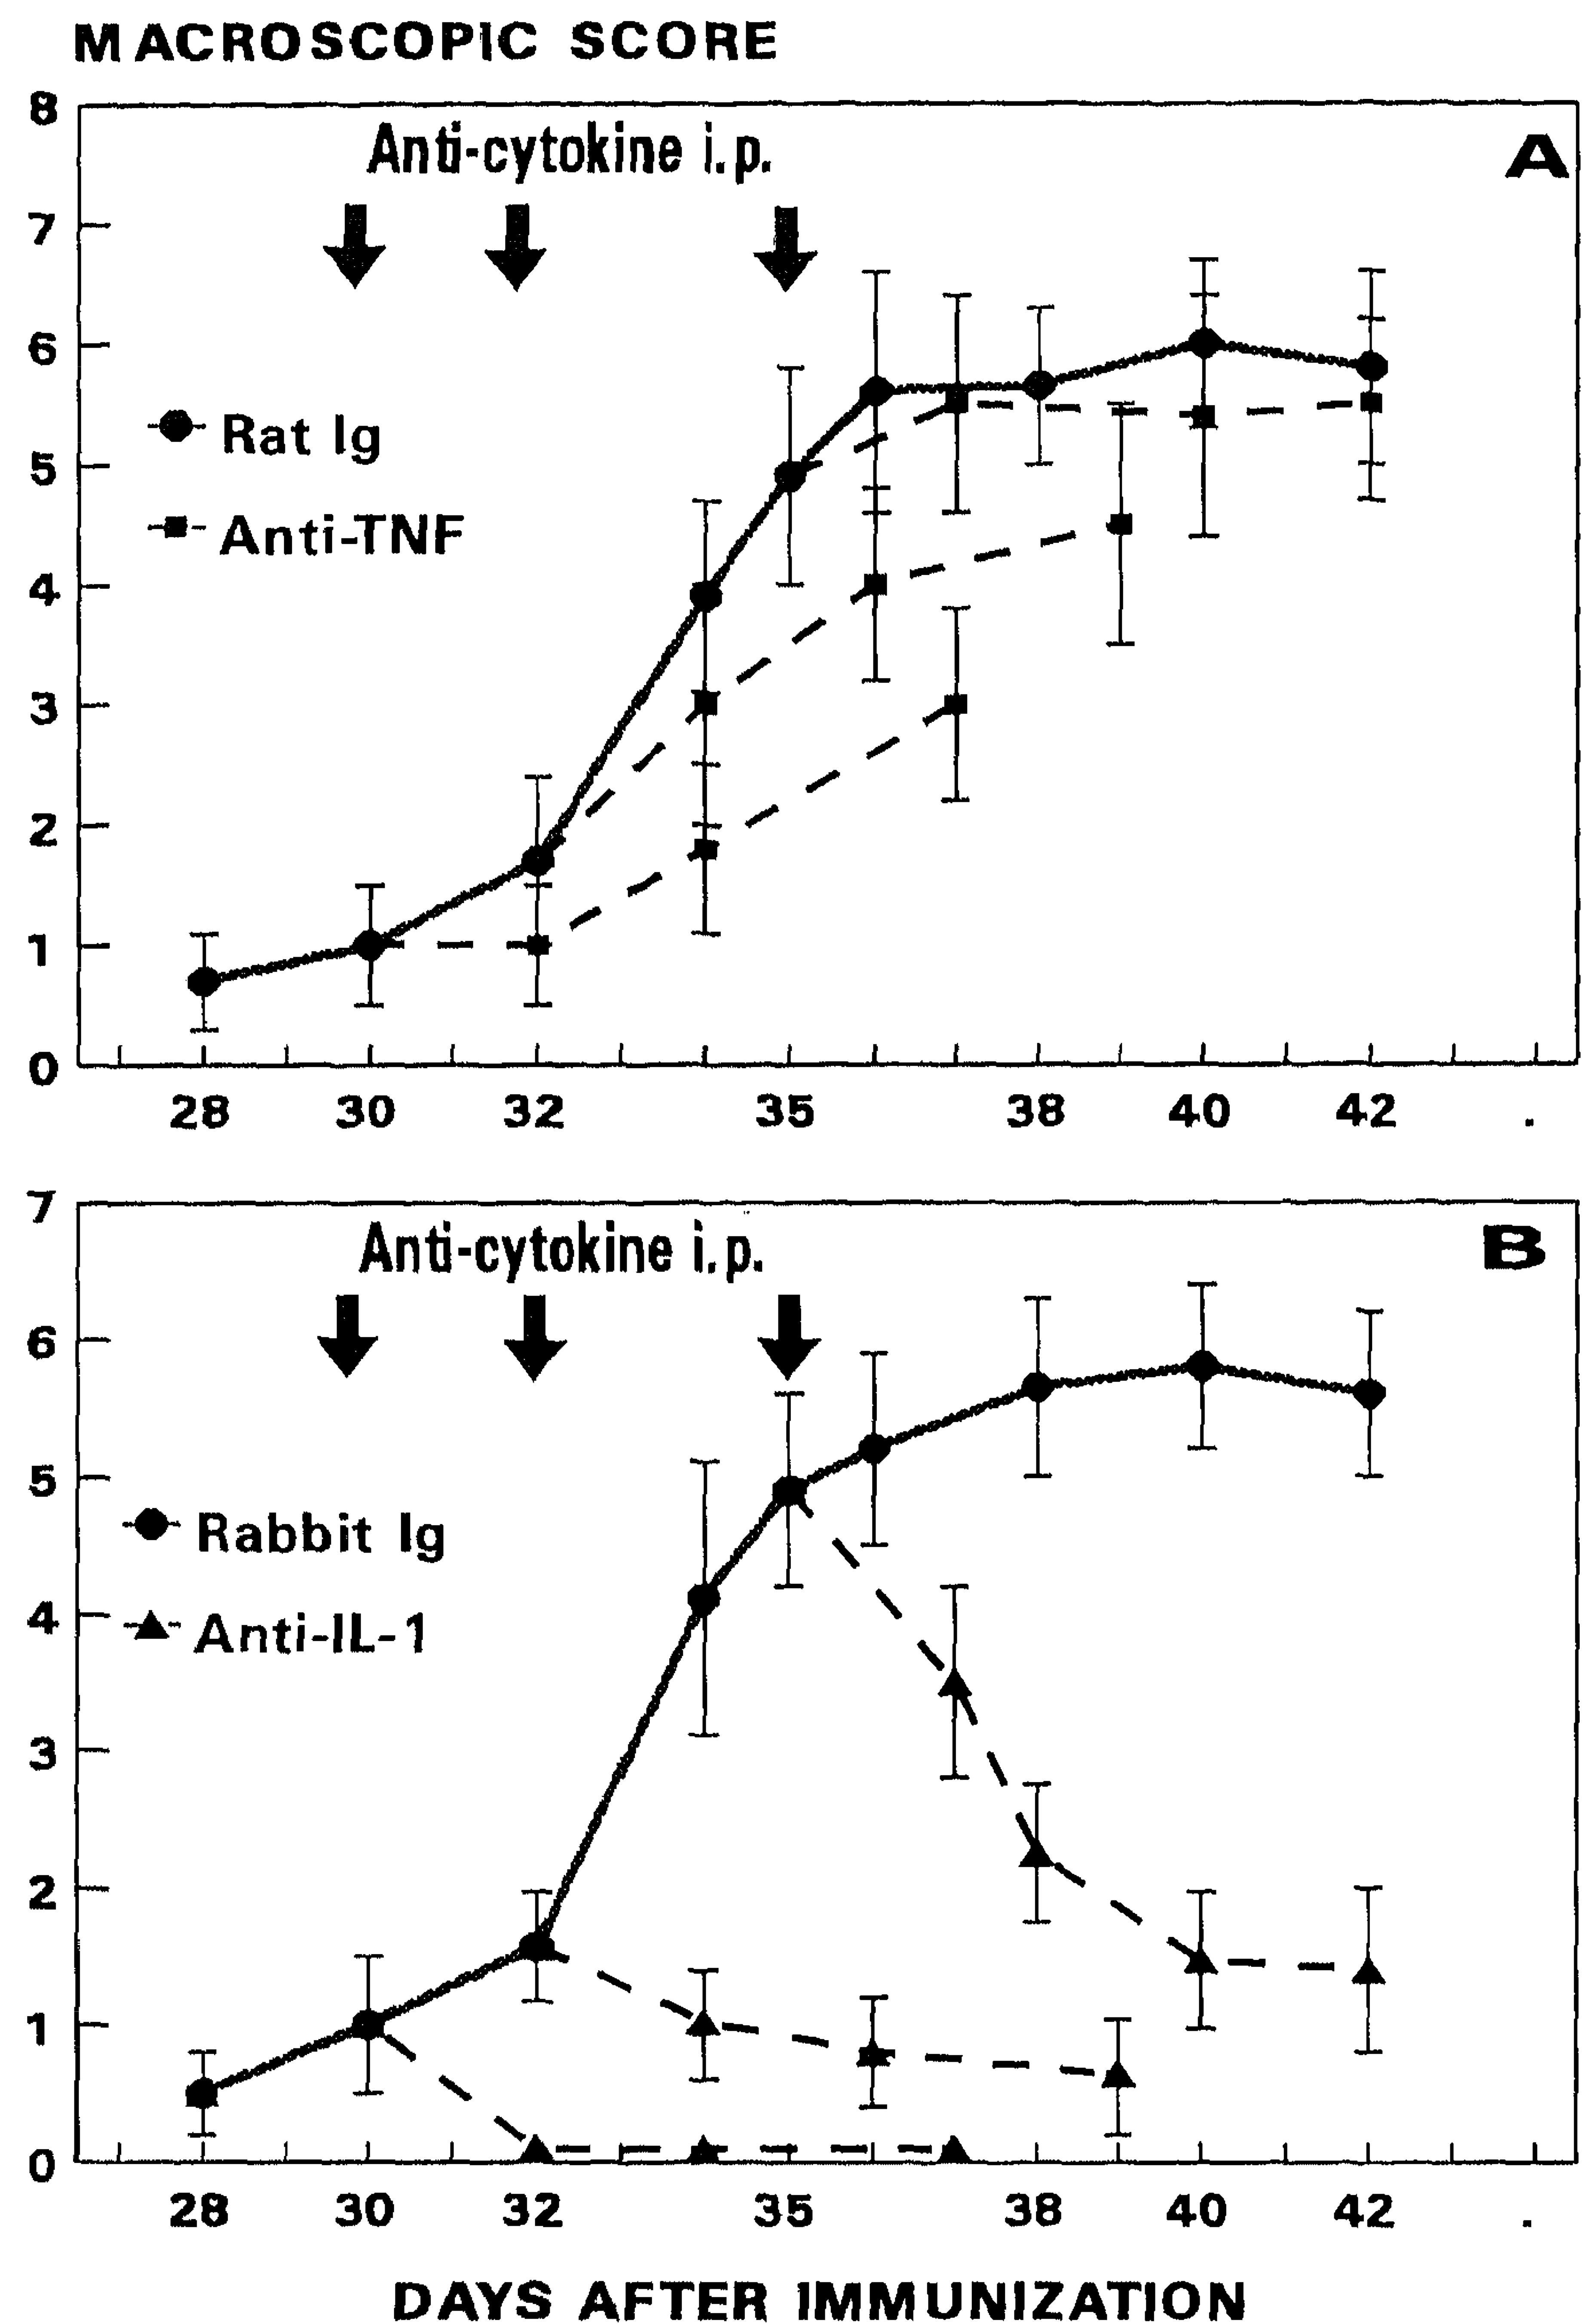 MACROSCOPIC SCORE
8
Anti-cytokine i.p.
A
7
6
Rat Ig
5
Anti-TNF
4
3
2
1
0
28 30 32 35 38 40 42
7
Anti-cytokine i.p.
B
6
5
Rabbit Ig
4
Anti-IL-1
3
2
1
0
28 30 32 35 38 40 42
DAYS AFTER IMMUNIZATION